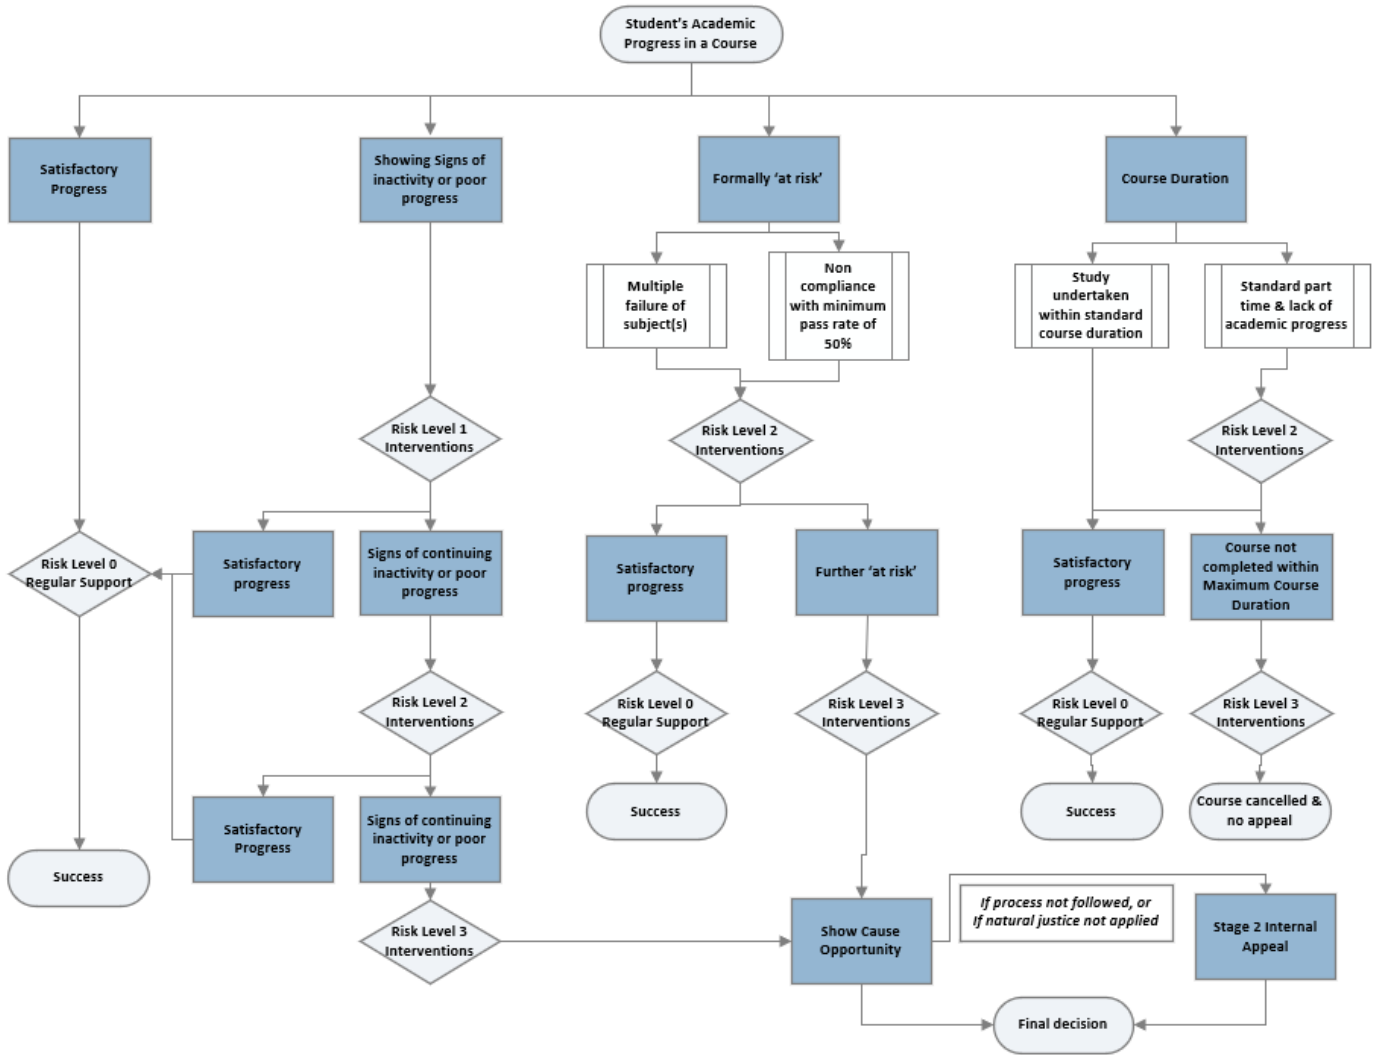 Student's Academic
Progress in a Course
Satisfactory
Progress
Showing Signs of
inactivity or poor
progress
Formally ‘at risk’
Course Duration
Multiple
failure of
subject(s)
Non
compliance
with minimum
pass rate of
50%
Study
undertaken
within standard
course duration
Standard part
time & lack of
academic progress
Risk Level 1
Interventions
Risk Level 2
Interventions
Risk Level 2
Interventions
Risk Level 0
Regular Support
Satisfactory
progress
Signs of continuing
inactivity or poor
progress
Satisfactory
progress
Further ‘at risk’
Satisfactory
progress
Course not
completed within
Maximum Course
Duration
Risk Level 2
Interventions
Risk Level 0
Regular Support
Risk Level 3
Interventions
Risk Level 0
Regular Support
Risk Level 3
Interventions
Satisfactory
Progress
Signs of continuing
inactivity or poor
progress
Success
Success
Course cancelled &
no appeal
Success
Risk Level 3
Interventions
Show Cause
Opportunity
If process not followed, or
If natural justice not applied
Stage 2 Internal
Appeal
Final decision